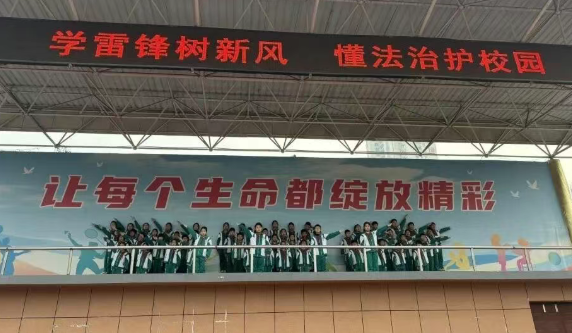 学雷锋树新风 懂法治护校园
让每个生命都绽放精彩